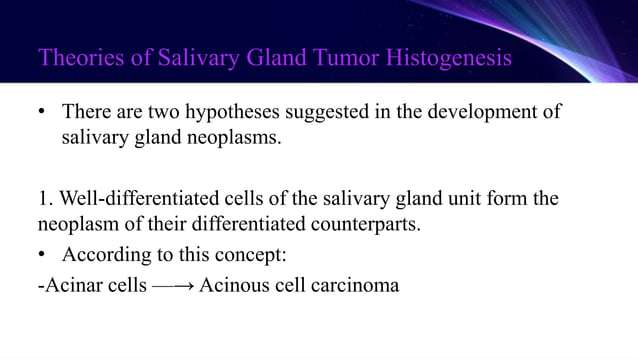 Theories of Salivary Gland Tumor Histogenesis
• There are two hypotheses suggested in the development of
salivary gland neoplasms.
1. Well-differentiated cells of the salivary gland unit form the
neoplasm of their differentiated counterparts.
• According to this concept:
-Acinar cells —→ Acinous cell carcinoma